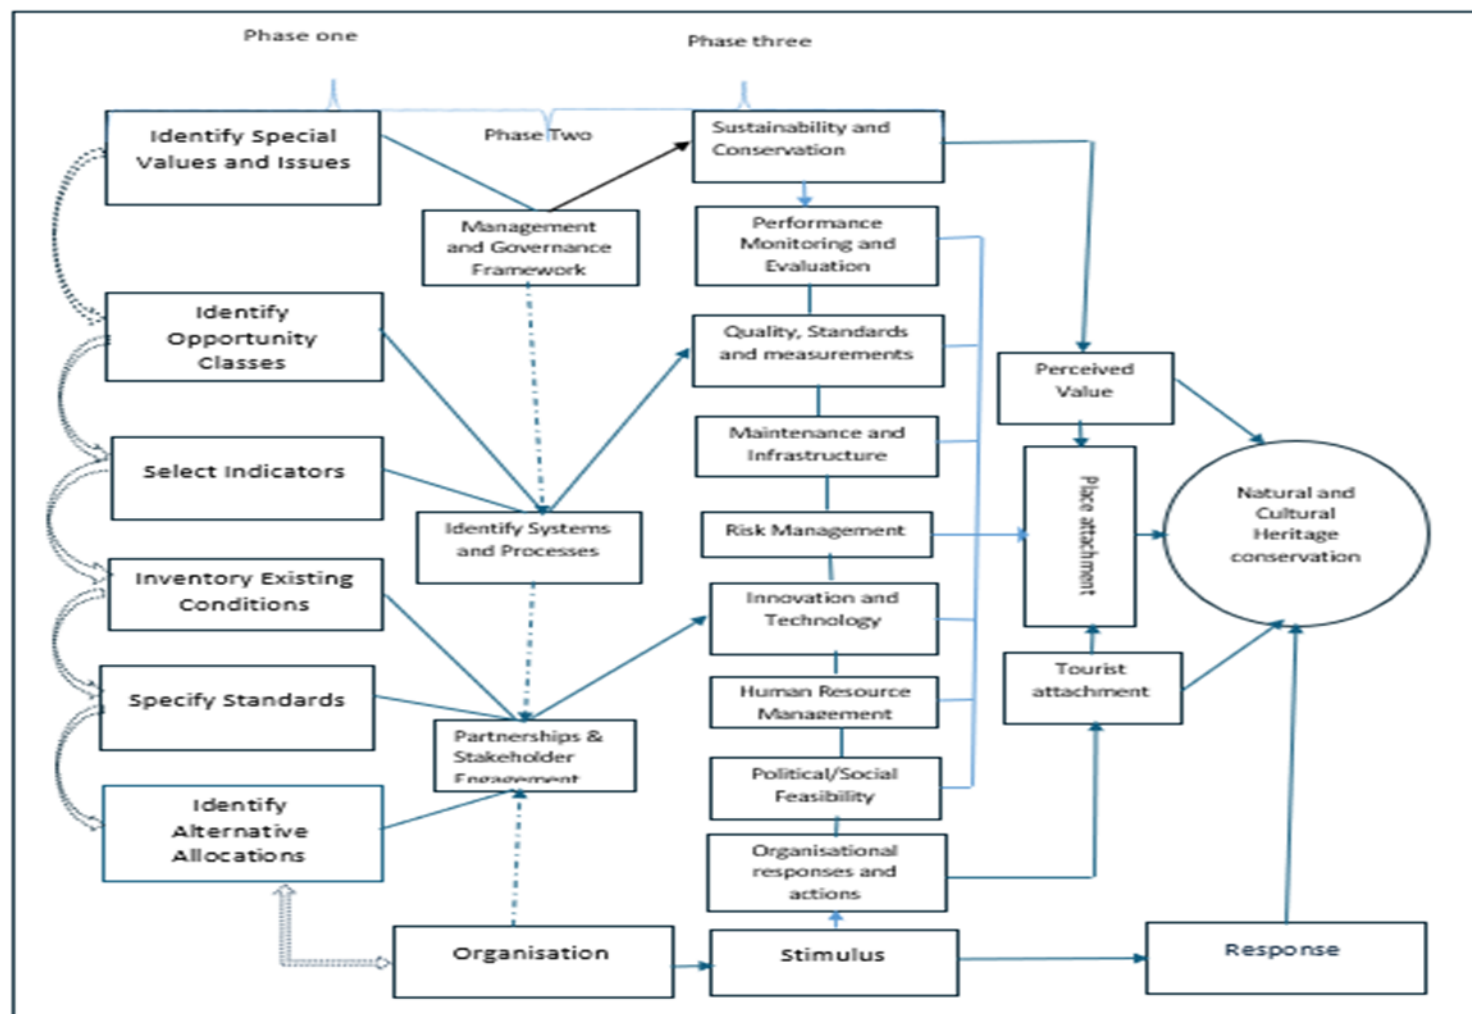 Phase one
Phase three
Phase Two
Identify Special
Values and Issues
Identify
Opportunity
Classes
Select Indicators
Inventory Existing
Conditions
Specify Standards
Identify
Alternative
Allocations
Management
and Governance
Framework
Identify Systems
and Processes
Partnerships &
Stakeholder
Engagement
Organisation
Sustainability and
Conservation
Performance
Monitoring and
Evaluation
Quality, Standards
and measurements
Maintenance and
Infrastructure
Risk Management
Innovation and
Technology
Human Resource
Management
Political/Social
Feasibility
Organisational
responses and
actions
Stimulus
Perceived
Value
Place attachment
Tourist
attachment
Natural and
Cultural
Heritage
conservation
Response